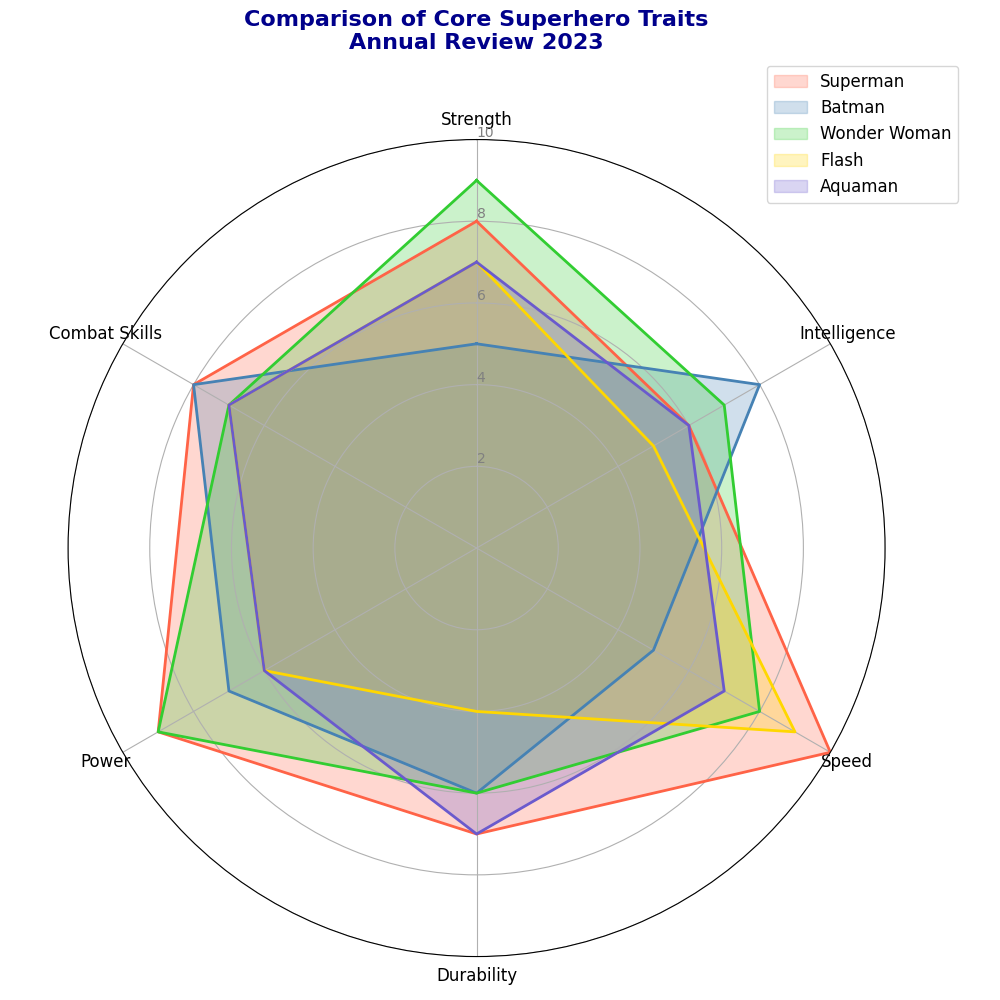 Comparison of Core Superhero Traits
Annual Review 2023
Superman
Batman
Wonder Woman
Flash
Aquaman
Strength
10
8
6
4
2
Combat Skills
Intelligence
Power
Speed
Durability